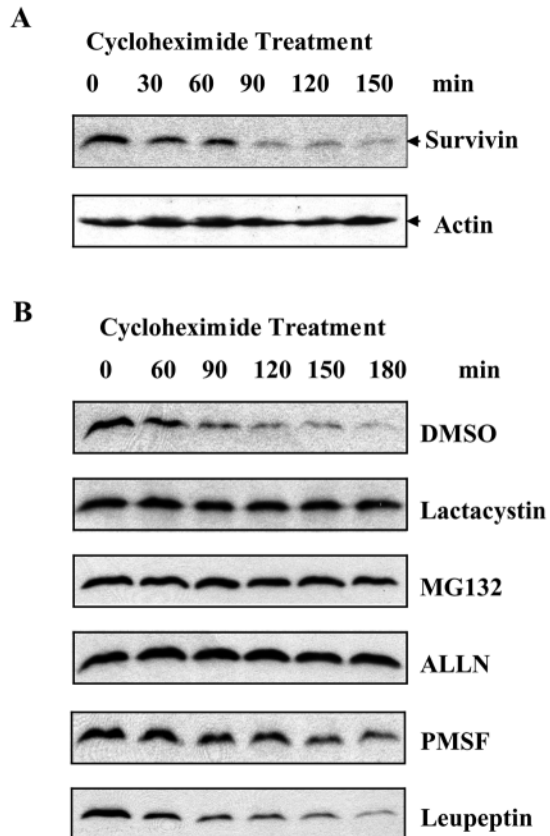 A
Cycloheximide Treatment
0 30 60 90 120 150 min
Survivin
Actin
B
Cycloheximide Treatment
0 60 90 120 150 180 min
DMSO
Lactacystin
MG132
ALLN
PMSF
Leupeptin